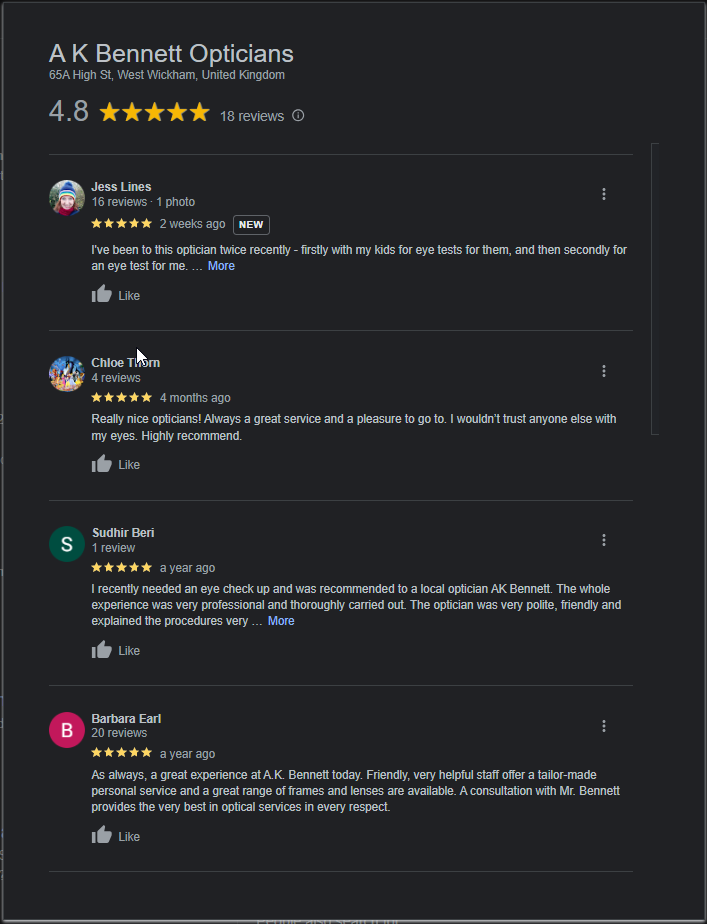 A K Bennett Opticians
65A High St, West Wickham, United Kingdom
4.8 18 reviews
Jess Lines
16 reviews · 1 photo
2 weeks ago NEW
I've been to this optician twice recently - firstly with my kids for eye tests for them, and then secondly for
an eye test for me. … More
Like
Chloe Thorn
4 reviews
4 months ago
Really nice opticians! Always a great service and a pleasure to go to. I wouldn't trust anyone else with
my eyes. Highly recommend.
Like
S
Sudhir Beri
1 review
a year ago
I recently needed an eye check up and was recommended to a local optician AK Bennett. The whole
experience was very professional and thoroughly carried out. The optician was very polite, friendly and
explained the procedures very … More
Like
B
Barbara Earl
20 reviews
a year ago
As always, a great experience at A.K. Bennett today. Friendly, very helpful staff offer a tailor-made
personal service and a great range of frames and lenses are available. A consultation with Mr. Bennett
provides the very best in optical services in every respect.
Like